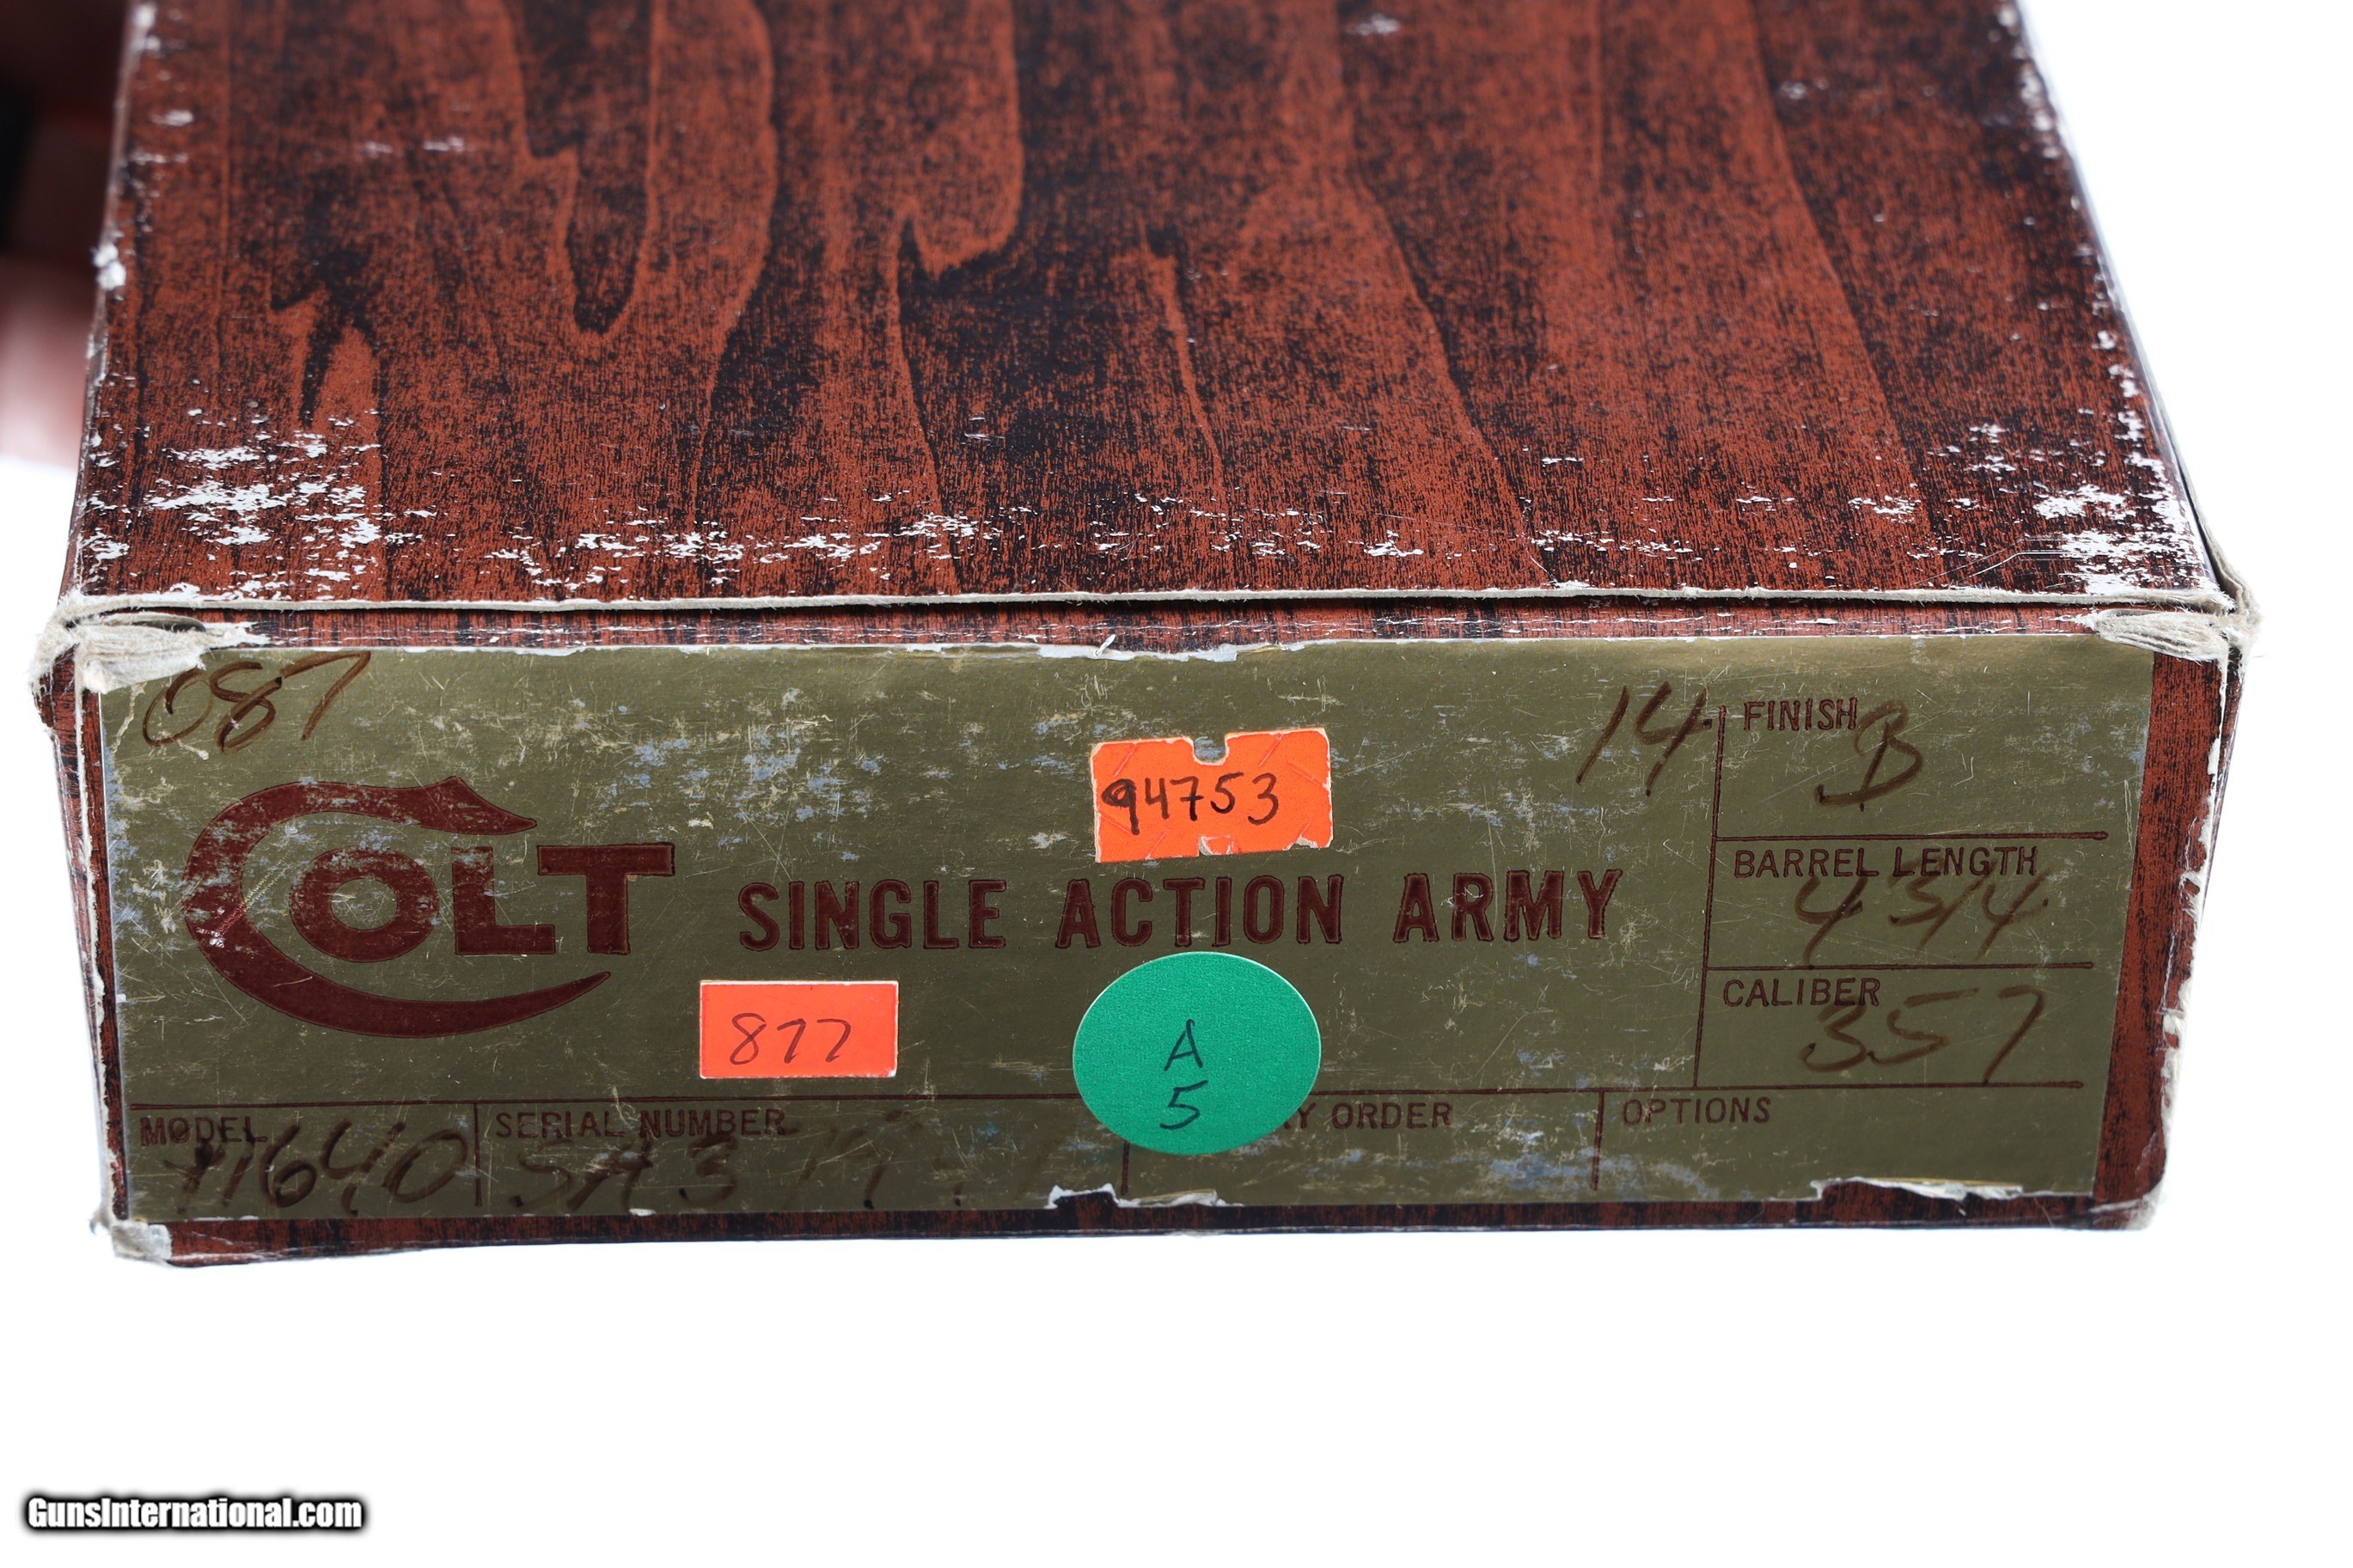 087
14
FINISH B
94753
COLT SINGLE ACTION ARMY
BARREL LENGTH
4 3/4
CALIBER
357
877
A
5
MODEL
SERIAL NUMBER
Y ORDER
OPTIONS
SA3
GunsInternational.com